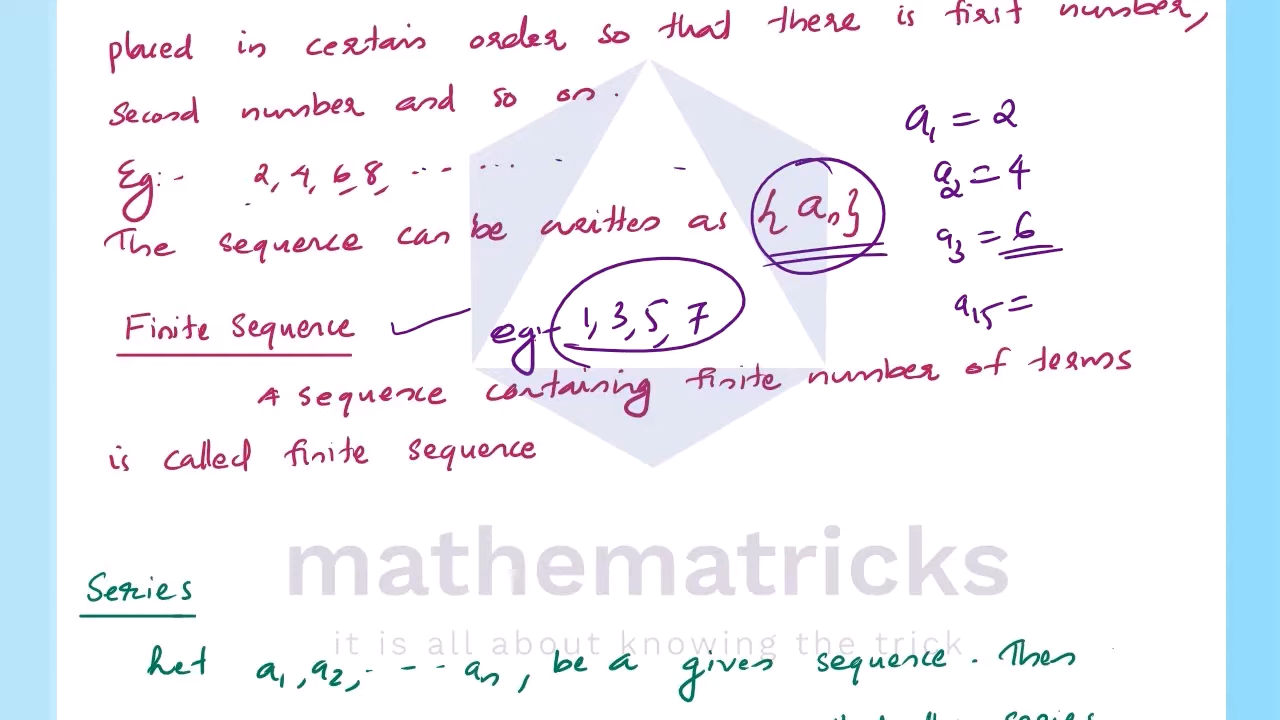 placed in certain order so that there is first number,
second number and so on.
Eg:- 2, 4, 6, 8, ... ...
The sequence can be written as {aₙ}
a₁ = 2
a₂ = 4
a₃ = 6
a₁₅ =
Finite Sequence
eg:- 1, 3, 5, 7
A sequence containing finite number of terms
is called finite sequence
mathematricks
it is all about knowing the trick
Series
Let a₁, a₂, ... aₙ, be a given sequence. Then
series